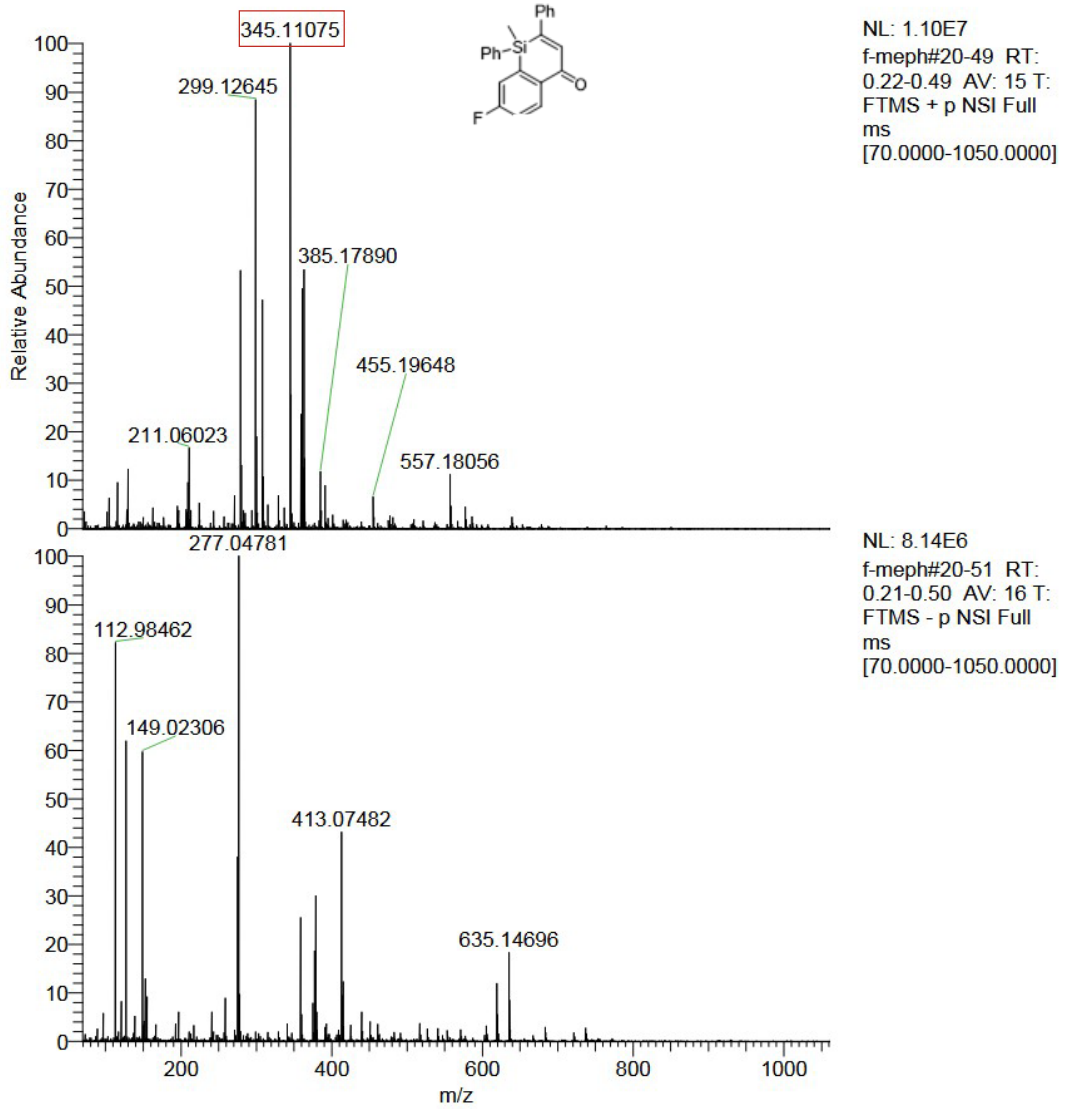 345.11075
299.12645
385.17890
455.19648
211.06023
557.18056
100
90
80
70
60
50
40
30
20
10
0
Relative Abundance
Ph
Ph
Si
O
F
NL: 1.10E7
f-meph#20-49 RT:
0.22-0.49 AV: 15 T:
FTMS + p NSI Full
ms
[70.0000-1050.0000]
277.04781
112.98462
149.02306
413.07482
635.14696
100
90
80
70
60
50
40
30
20
10
0
200
400
600
800
1000
m/z
NL: 8.14E6
f-meph#20-51 RT:
0.21-0.50 AV: 16 T:
FTMS - p NSI Full
ms
[70.0000-1050.0000]